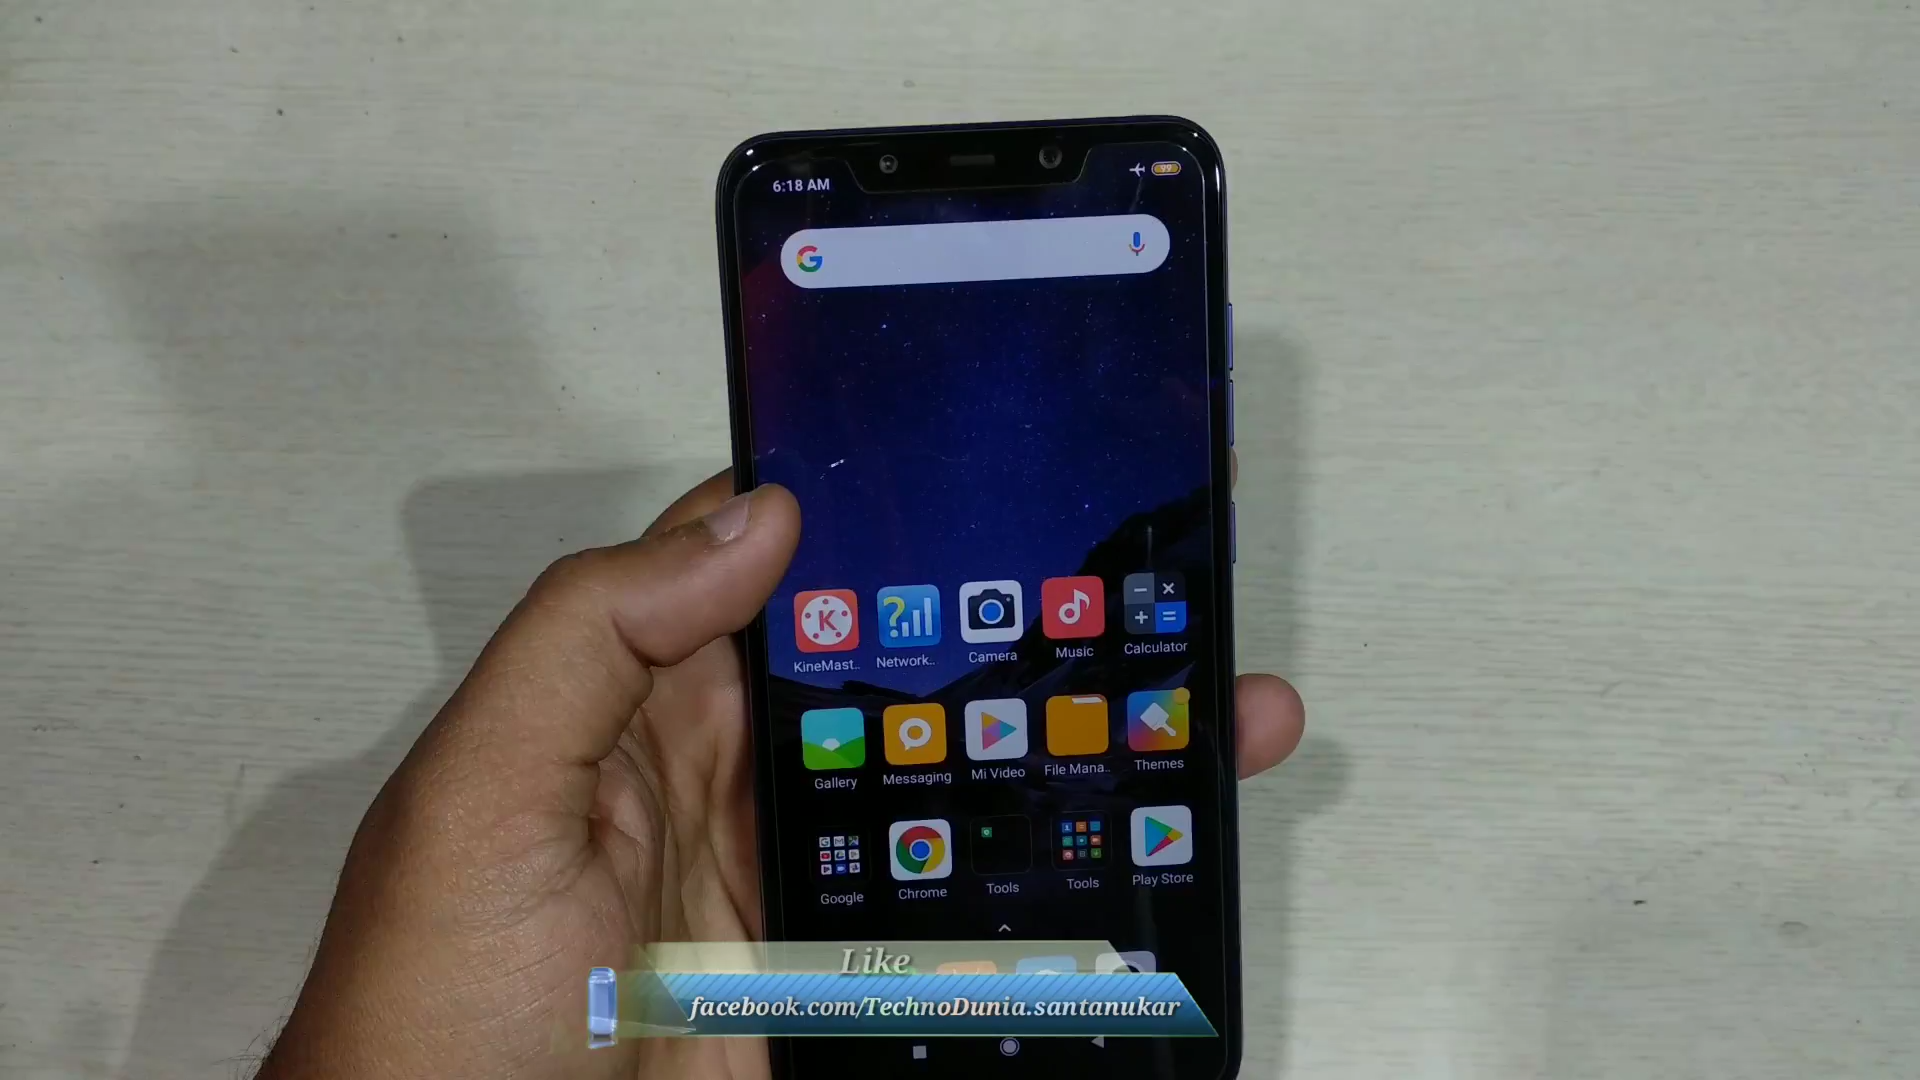 6:18 AM
99
KineMast..
Network..
Camera
Music
Calculator
Gallery
Messaging
Mi Video
File Mana..
Themes
Google
Chrome
Tools
Tools
Play Store
Like
facebook.com/TechnoDunia.santanukar